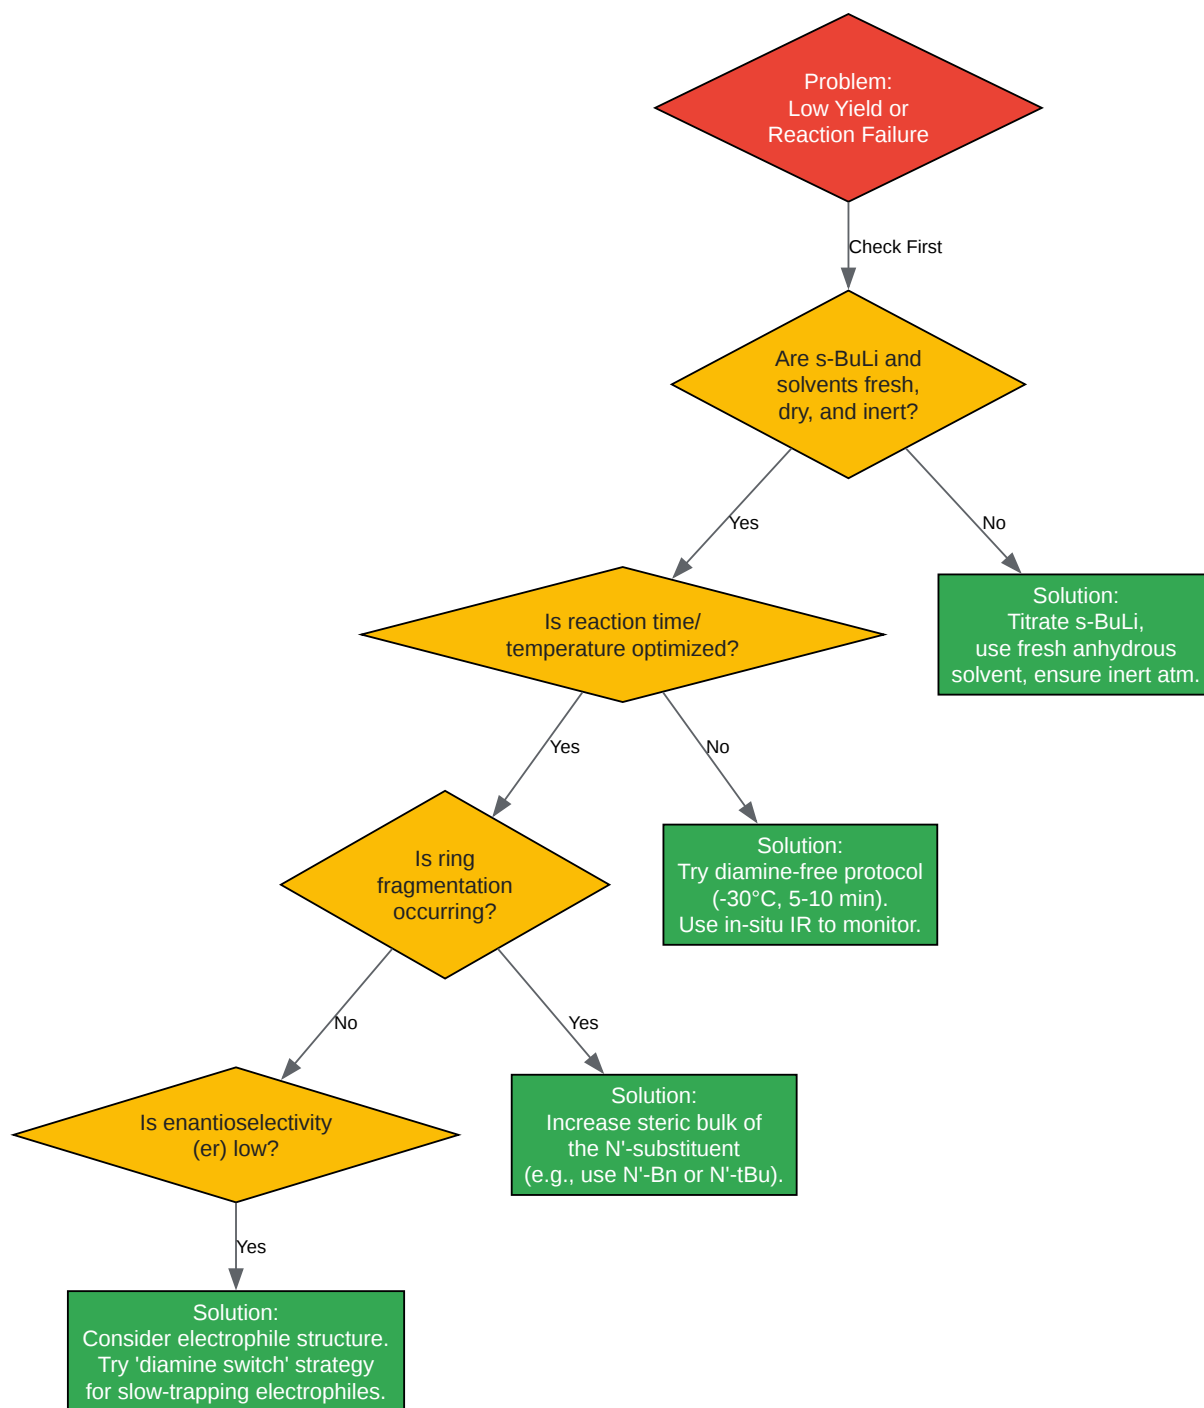 Problem:
Low Yield or
Reaction Failure
Check First
Are s-BuLi and
solvents fresh,
dry, and inert?
Yes
No
Is reaction time/
temperature optimized?
Solution:
Titrate s-BuLi,
use fresh anhydrous
solvent, ensure inert atm.
Yes
No
Is ring
fragmentation
occurring?
Solution:
Try diamine-free protocol
(-30°C, 5-10 min).
Use in-situ IR to monitor.
No
Yes
Is enantioselectivity
(er) low?
Solution:
Increase steric bulk of
the N'-substituent
(e.g., use N'-Bn or N'-tBu).
Yes
Solution:
Consider electrophile structure.
Try 'diamine switch' strategy
for slow-trapping electrophiles.